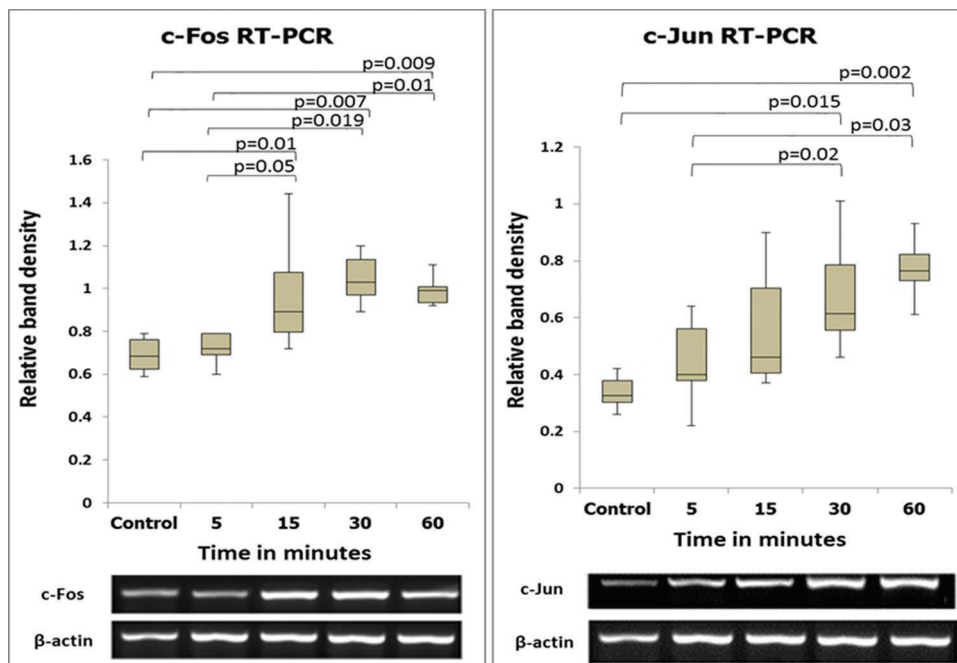 c-Fos RT-PCR
p=0.009
p=0.01
p=0.007
p=0.019
p=0.01
p=0.05
1.6
1.4
1.2
1
0.8
0.6
0.4
0.2
0
Relative band density
Control 5 15 30 60
Time in minutes
c-Fos
β-actin
c-Jun RT-PCR
p=0.002
p=0.015
p=0.03
p=0.02
1.2
1
0.8
0.6
0.4
0.2
0
Relative band density
Control 5 15 30 60
Time in minutes
c-Jun
β-actin